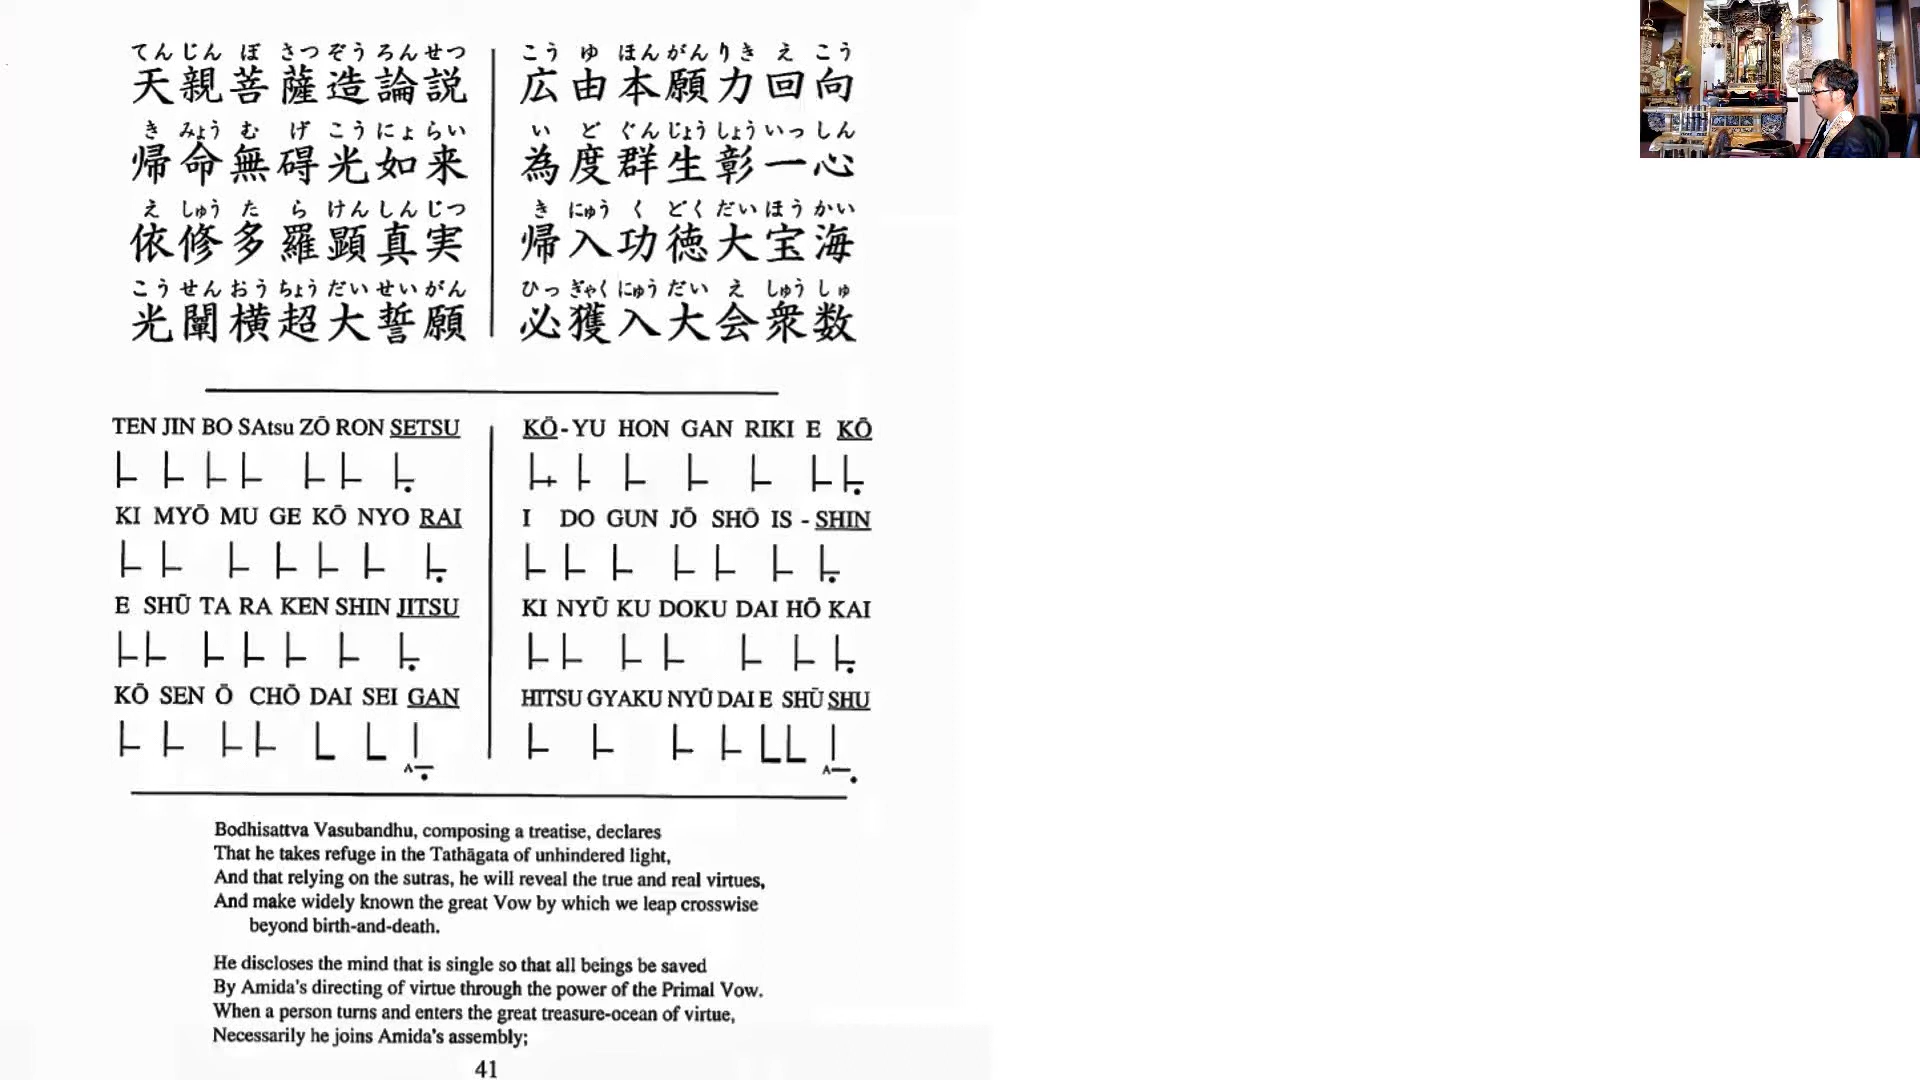 てんじん ぼ さつ ぞう ろん せつ
天親菩薩造論説
き みょう む げ こう にょ らい
帰命無碍光如来
え しゅう た ら けん しん じつ
依修多羅顕真実
こう せん おう ちょう だい せい がん
光闡横超大誓願
こう ゆ ほん がん りき え こう
広由本願力回向
い ど ぐん じょう しょう いっ しん
為度群生彰一心
き にゅう く どく だい ほう かい
帰入功徳大宝海
ひつ ぎゃく にゅう だい え しゅう しゅ
必獲入大会衆数
TEN JIN BO SAtsu ZŌ RON SETSU
KI MYŌ MU GE KŌ NYO RAI
E SHŪ TA RA KEN SHIN JITSU
KŌ SEN Ō CHŌ DAI SEI GAN
A
KŌ-YU HON GAN RIKI E KŌ
I DO GUN JŌ SHŌ IS - SHIN
KI NYŪ KU DOKU DAI HŌ KAI
HITSU GYAKU NYŪ DAI E SHŪ SHU
A
Bodhisattva Vasubandhu, composing a treatise, declares
That he takes refuge in the Tathāgata of unhindered light,
And that relying on the sutras, he will reveal the true and real virtues,
And make widely known the great Vow by which we leap crosswise
beyond birth-and-death.
He discloses the mind that is single so that all beings be saved
By Amida's directing of virtue through the power of the Primal Vow.
When a person turns and enters the great treasure-ocean of virtue,
Necessarily he joins Amida's assembly;
41